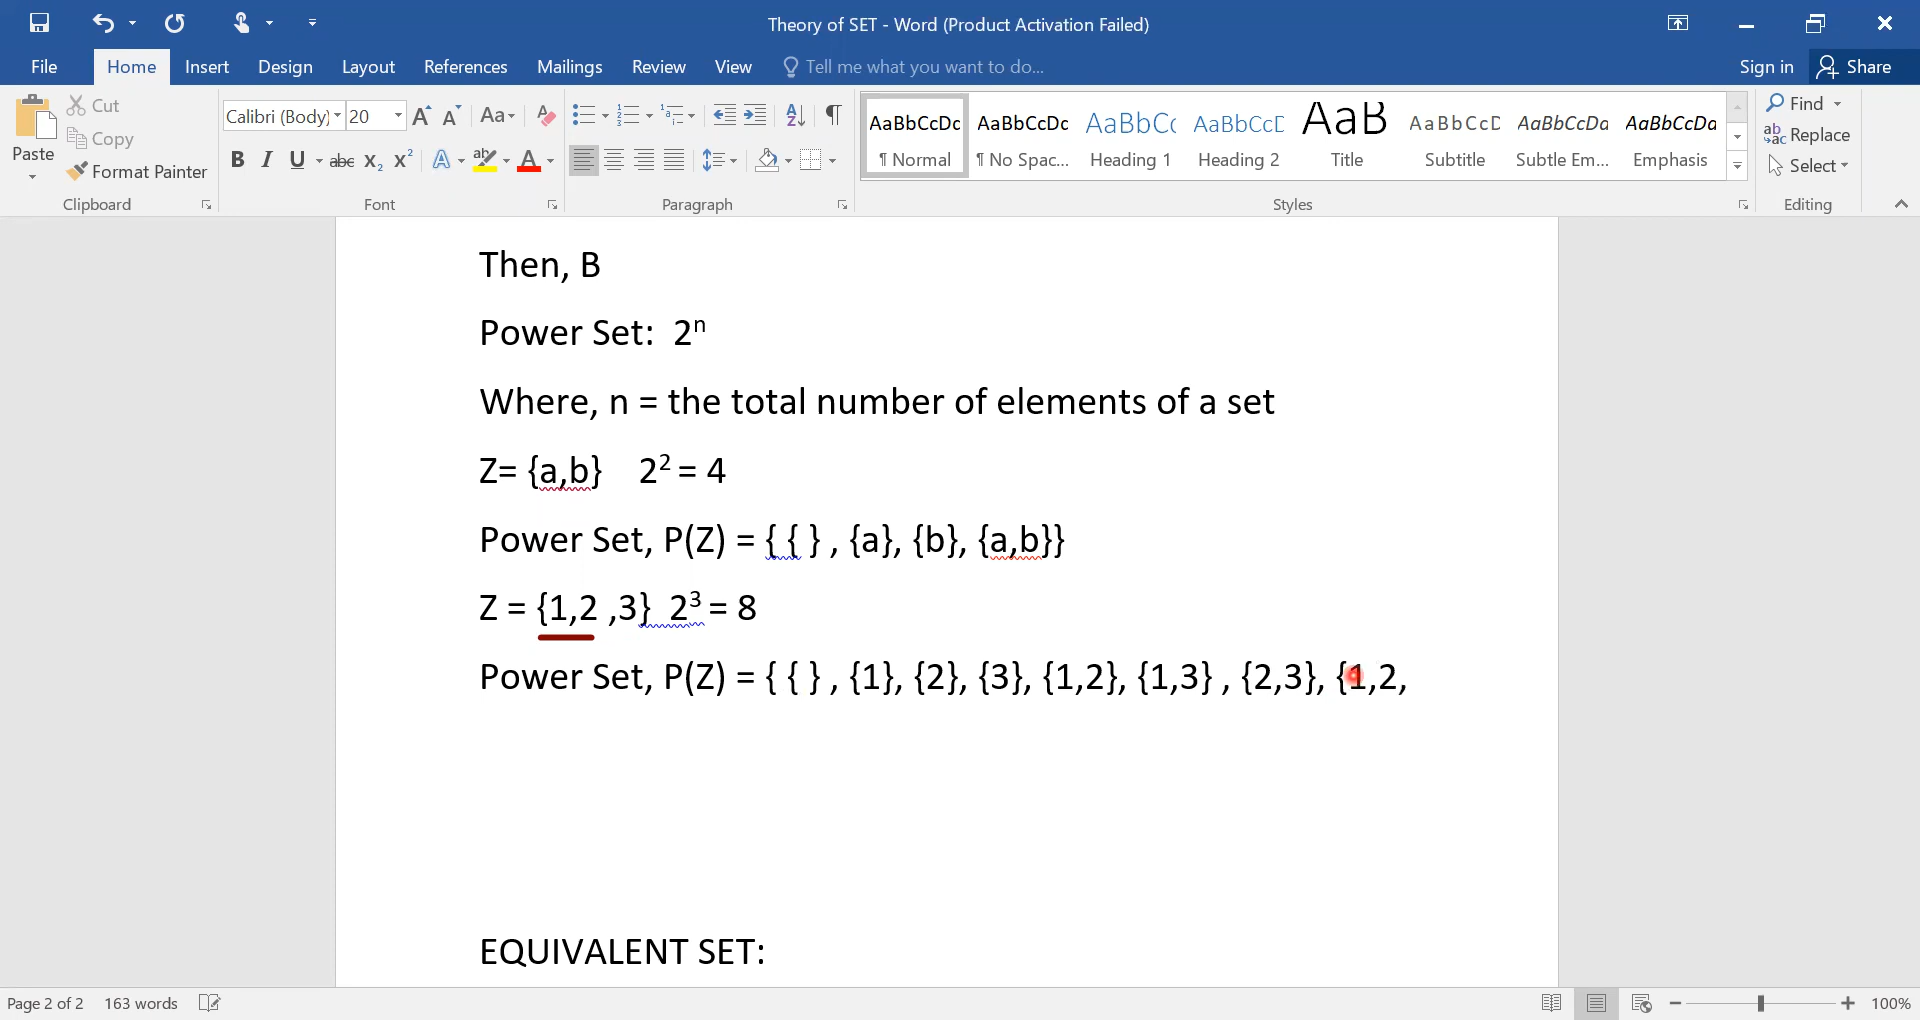 Theory of SET - Word (Product Activation Failed)
File Home Insert Design Layout References Mailings Review View Tell me what you want to do... Sign in Share
Paste
Cut
Copy
Format Painter
Clipboard
Calibri (Body) 20 Aa
B I U abc X₂ X² A ab A
Font
Paragraph
AaBbCcDc AaBbCcDc AaBbCc AaBbCcD AaB AaBbCcD AaBbCcDa AaBbCcDa
¶ Normal ¶ No Spac... Heading 1 Heading 2 Title Subtitle Subtle Em... Emphasis
Styles
Find
Replace
Select
Editing
Then, B
Power Set: 2ⁿ
Where, n = the total number of elements of a set
Z= {a,b} 2² = 4
Power Set, P(Z) = { { } , {a}, {b}, {a,b}}
Z = {1,2 ,3} 2³ = 8
Power Set, P(Z) = { { } , {1}, {2}, {3}, {1,2}, {1,3} , {2,3}, {1,2,
EQUIVALENT SET:
Page 2 of 2 163 words 100%